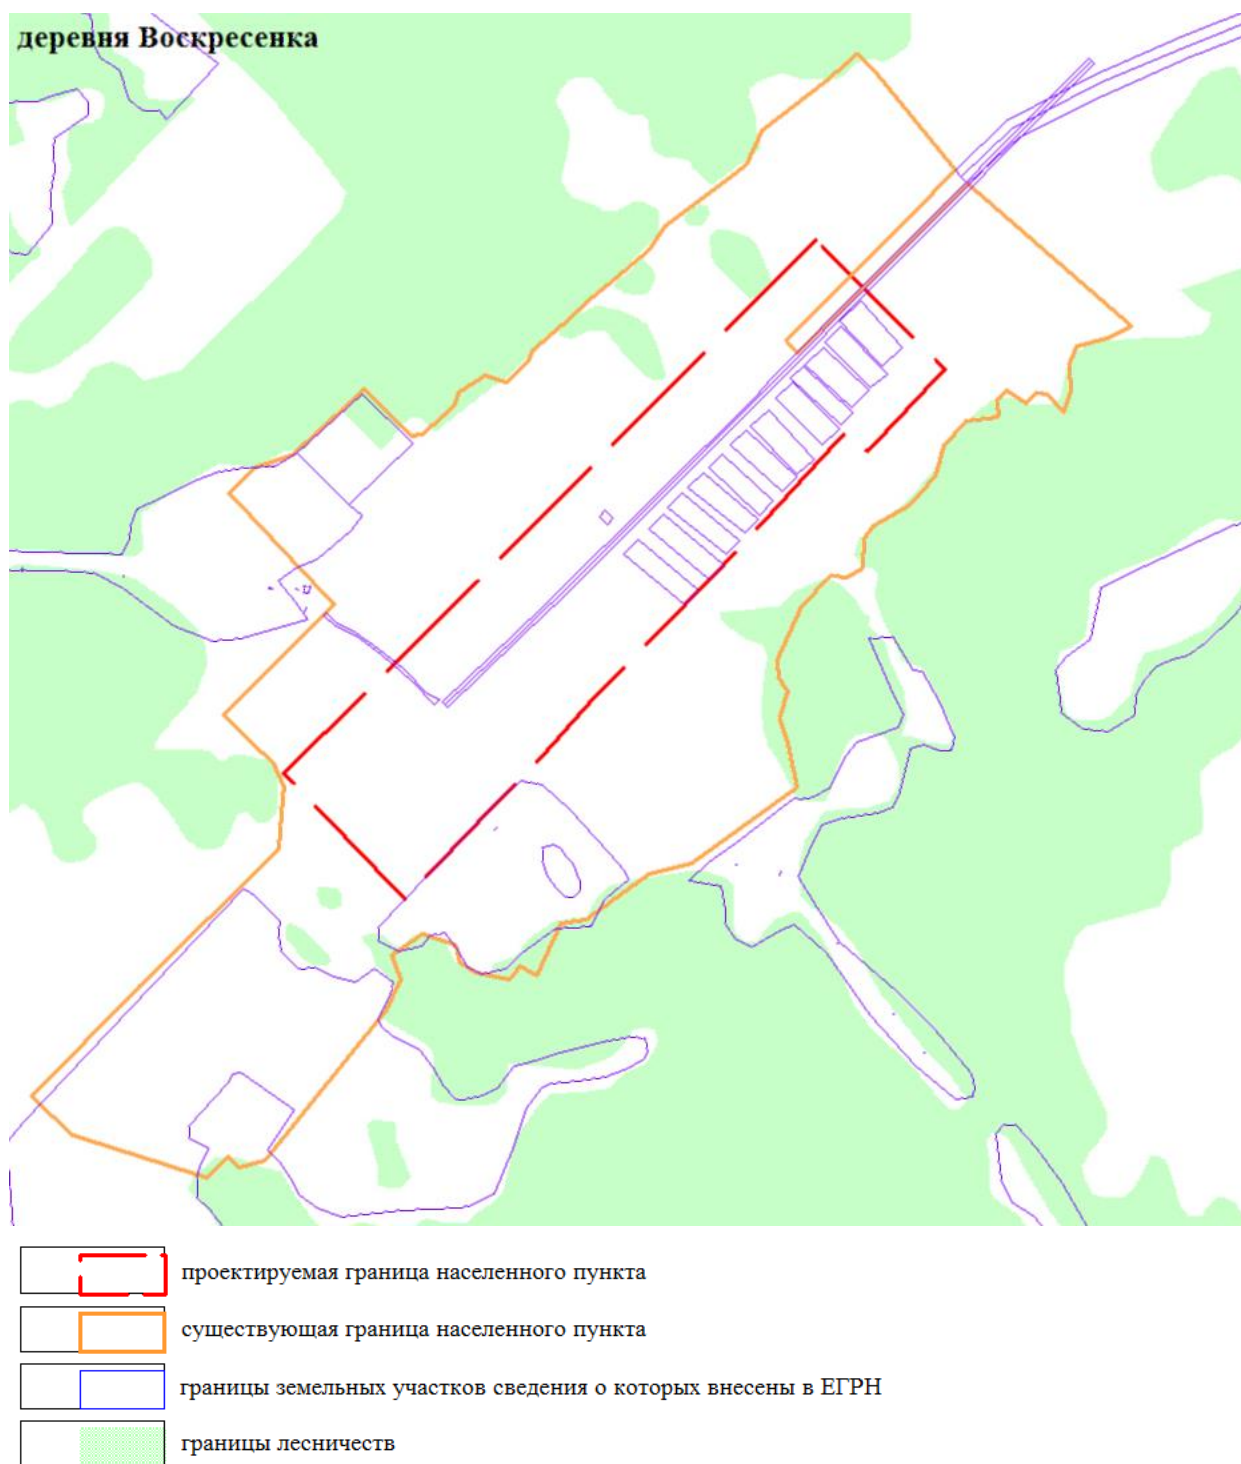 деревня Воскресенка
проектируемая граница населенного пункта
существующая граница населенного пункта
границы земельных участков сведения о которых внесены в ЕГРН
границы лесничеств